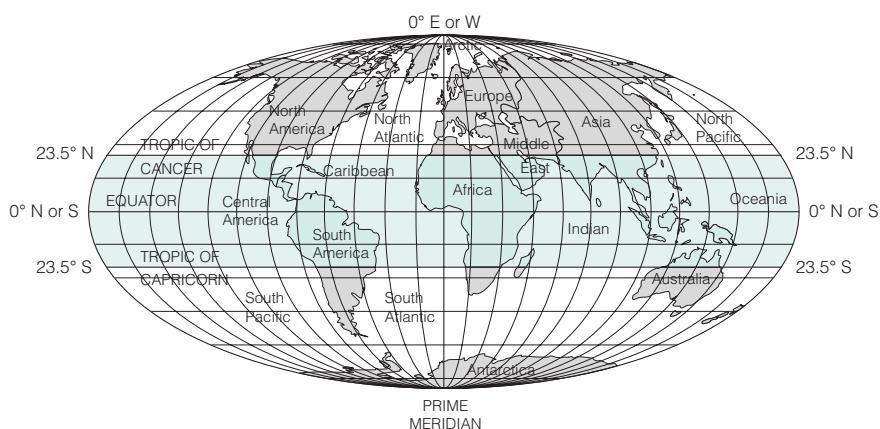 0° E or W
Arctic
Europe
North
America
North
Atlantic
Asia
North
Pacific
TROPIC OF
CANCER
23.5° N
23.5° N
Middle
East
Caribbean
Africa
EQUATOR
Central
America
Oceania
0° N or S
0° N or S
South
America
Indian
TROPIC OF
CAPRICORN
23.5° S
23.5° S
Australia
South
Pacific
South
Atlantic
Antarctica
PRIME
MERIDIAN